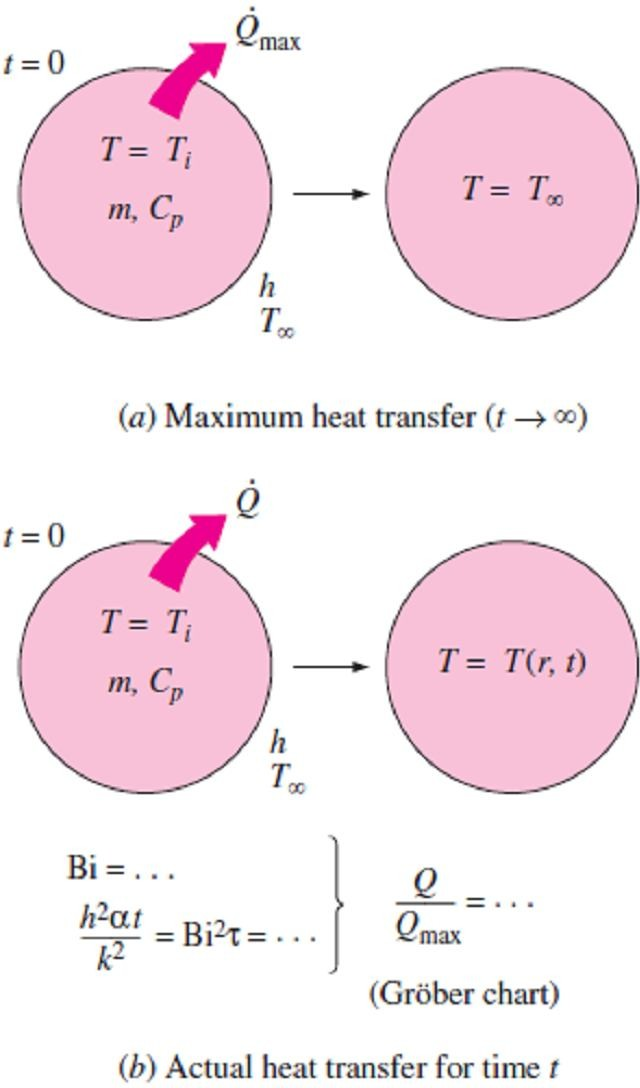 Q̇max
t = 0
T = Ti
m, Cp
T = T∞
h
T∞
(a) Maximum heat transfer (t → ∞)
Q̇
t = 0
T = Ti
m, Cp
T = T(r, t)
h
T∞
Bi = . . .
h²αt / k² = Bi²τ = · · ·
Q / Qmax = · · ·
(Gröber chart)
(b) Actual heat transfer for time t